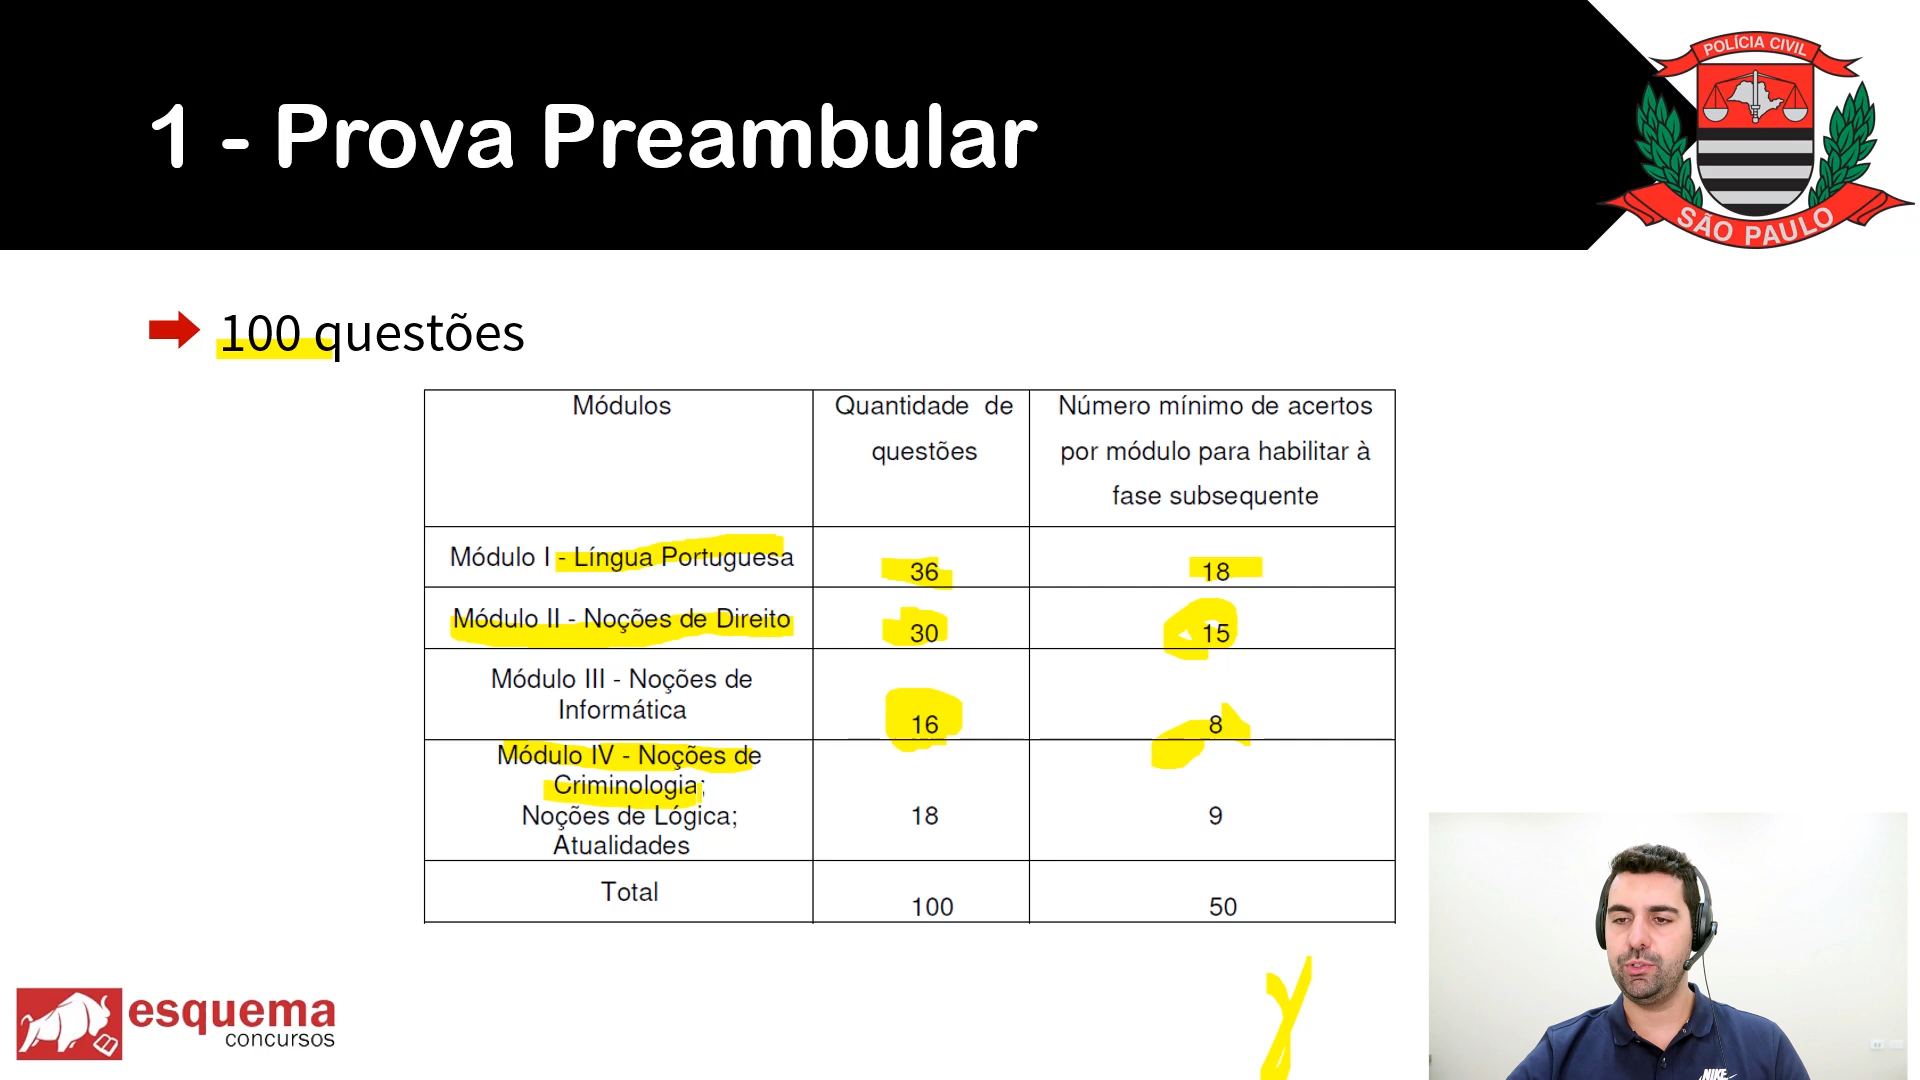 1 - Prova Preambular
POLÍCIA CIVIL
SÃO PAULO
100 questões
Módulos
Quantidade de
questões
Número mínimo de acertos
por módulo para habilitar à
fase subsequente
Módulo I - Língua Portuguesa
36
18
Módulo II - Noções de Direito
30
15
Módulo III - Noções de
Informática
16
8
Módulo IV - Noções de
Criminologia;
Noções de Lógica;
Atualidades
18
9
Total
100
50
esquema
concursos
NIKE